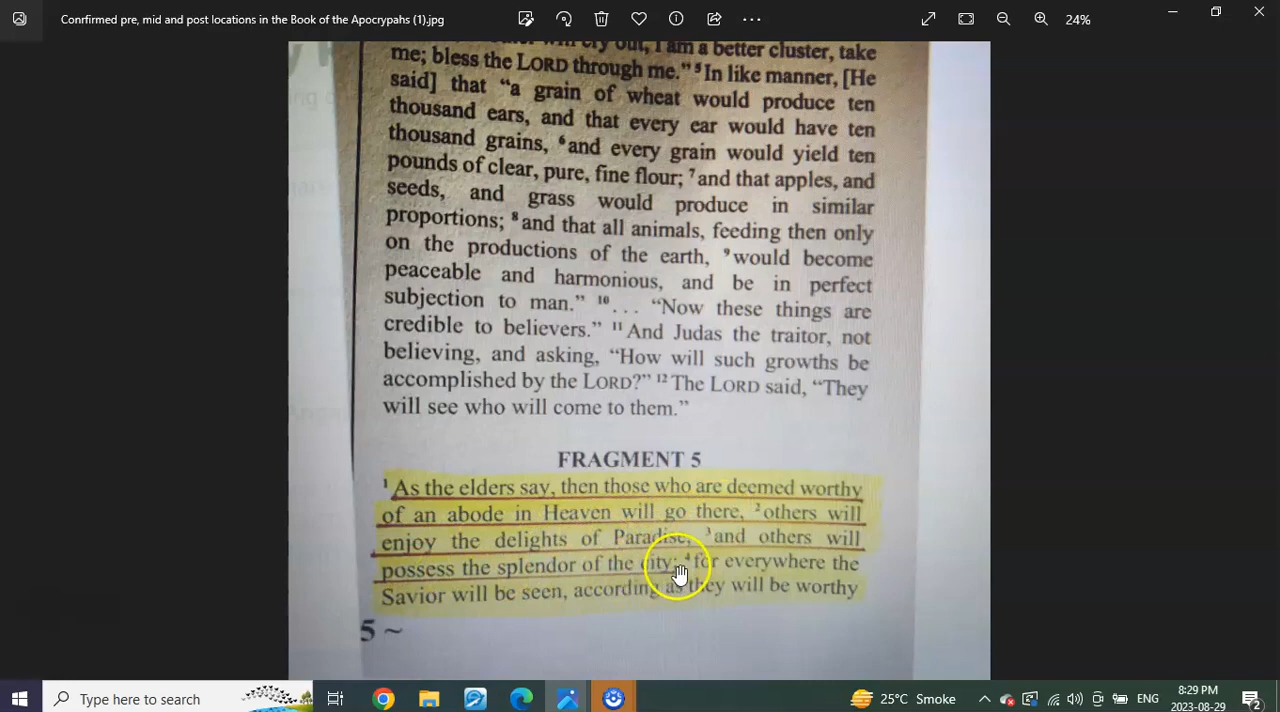 Conrfirmed pre, mid and post locations in the Book of the Apocrypahs (1).jpg
24%
cry out, I am a better cluster, take
me; bless the LORD through me.” ⁵In like manner, [He
said] that “a grain of wheat would produce ten
thousand ears, and that every ear would have ten
thousand grains, ⁶and every grain would yield ten
pounds of clear, pure, fine flour; ⁷and that apples, and
seeds, and grass would produce in similar
proportions; ⁸and that all animals, feeding then only
on the productions of the earth, ⁹would become
peaceable and harmonious, and be in perfect
subjection to man.” ¹⁰... “Now these things are
credible to believers.” ¹¹And Judas the traitor, not
believing, and asking, “How will such growths be
accomplished by the LORD?” ¹²The LORD said, “They
will see who will come to them.”
FRAGMENT 5
¹As the elders say, then those who are deemed worthy
of an abode in Heaven will go there, ²others will
enjoy the delights of Paradise, ³and others will
possess the splendor of the city; ⁴for everywhere the
Savior will be seen, according as they will be worthy
5 ~
Type here to search
25°C Smoke
ENG
8:29 PM
2023-08-29
2